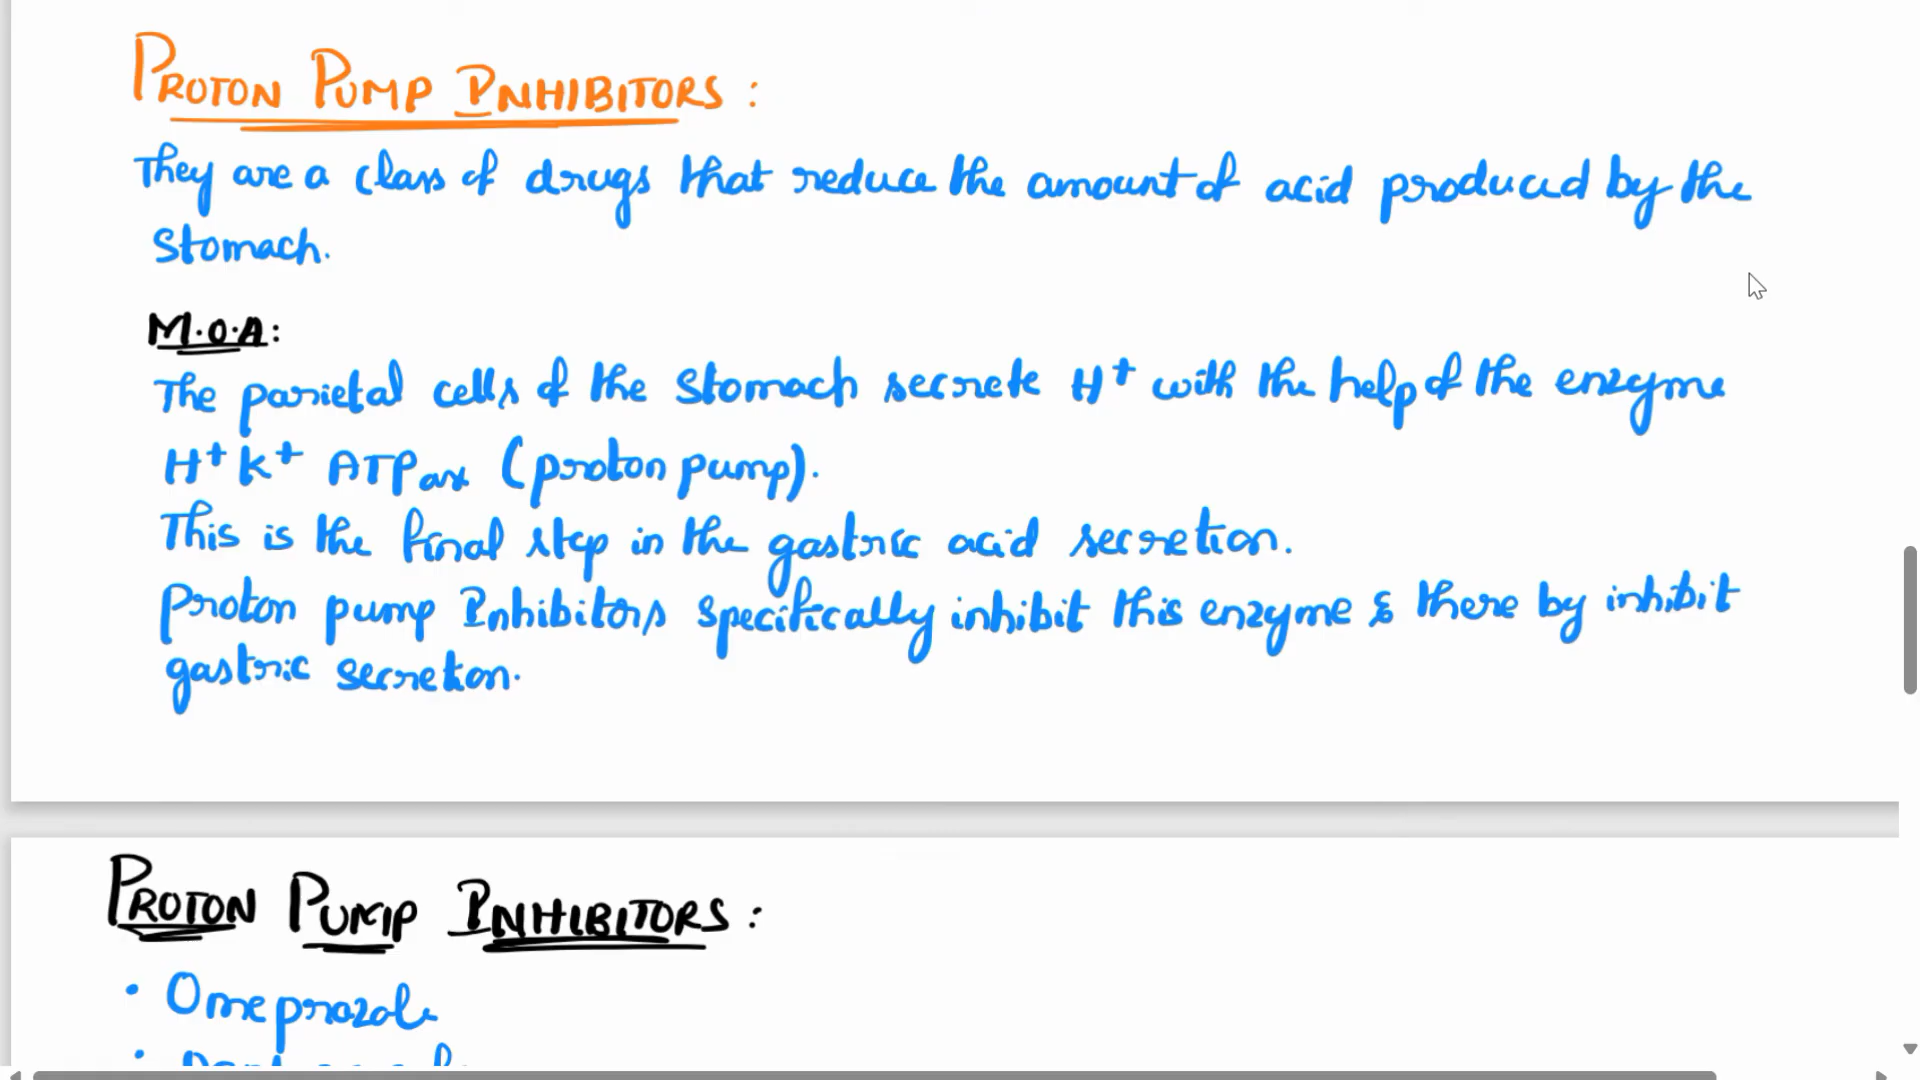 PROTON PUMP INHIBITORS :
They are a class of drugs that reduce the amount of acid produced by the
Stomach.
M.O.A:
The parietal cells of the stomach secrete H+ with the help of the enzyme
H+ K+ ATPase (proton pump).
This is the final step in the gastric acid secretion.
Proton pump Inhibitors specifically inhibit this enzyme & there by inhibit
gastric secretion.
PROTON PUMP INHIBITORS :
• Omeprazole